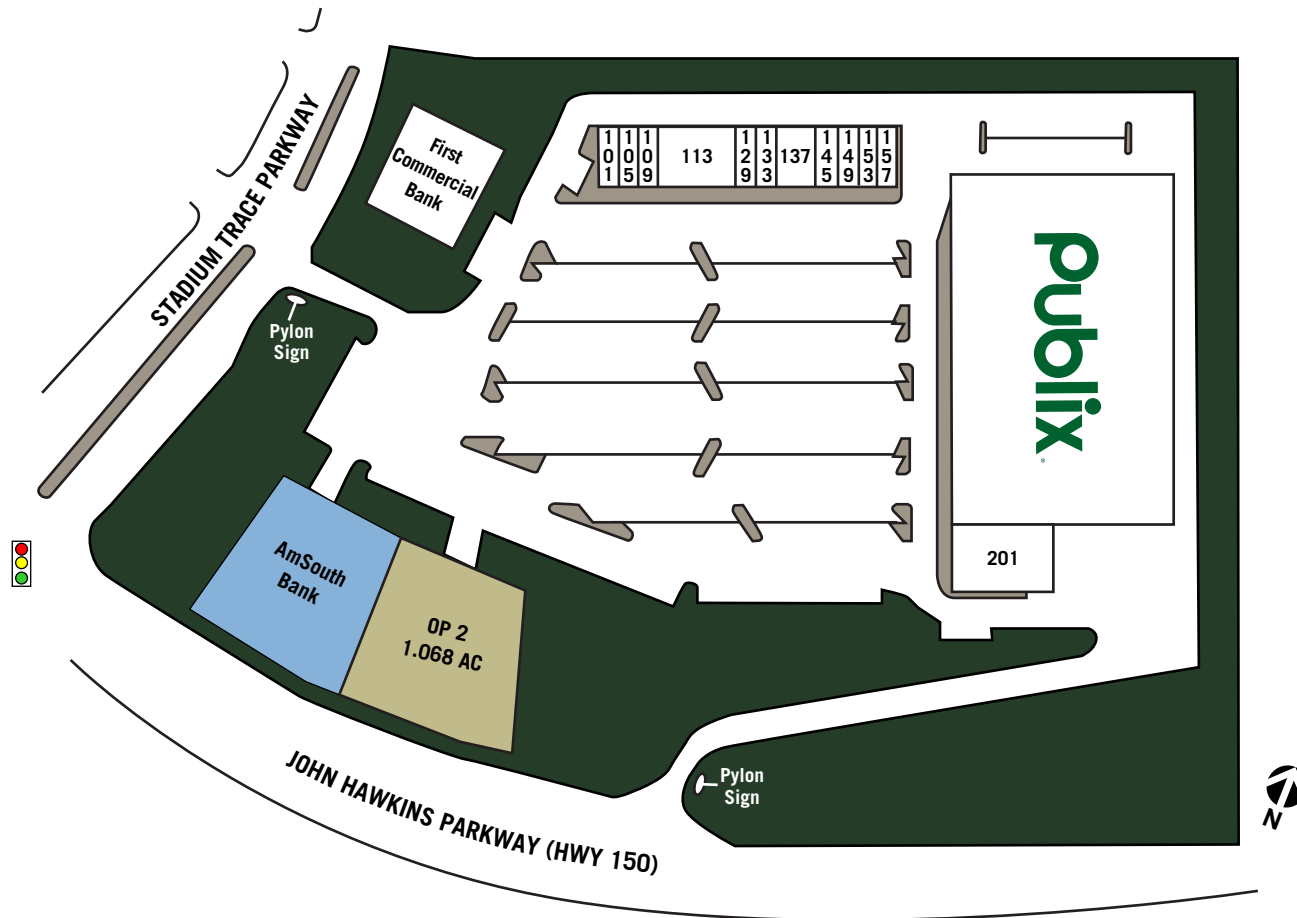 STADIUM TRACE PARKWAY
First
Commercial
Bank
101
105
109
113
129
133
137
145
149
153
157
publix
Pylon
Sign
AmSouth
Bank
OP 2
1.068 AC
201
Pylon
Sign
JOHN HAWKINS PARKWAY (HWY 150)
N